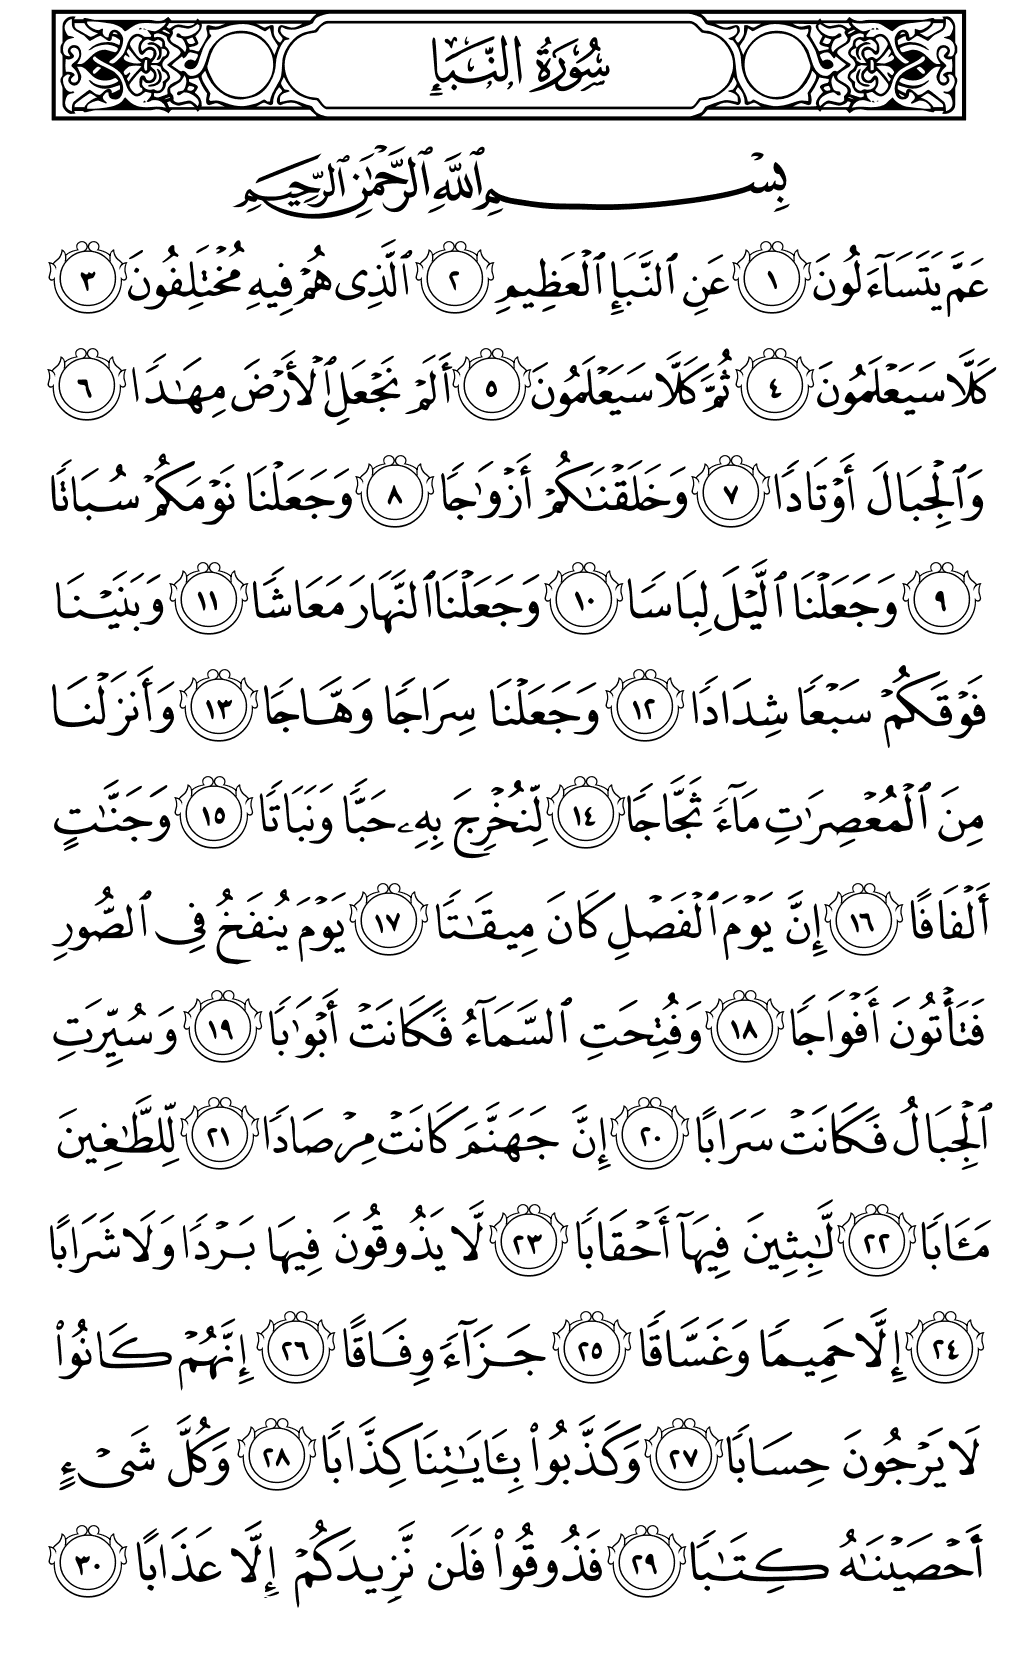 سُورَةُ النَّبَإِ
بِسْمِ ٱللَّهِ ٱلرَّحْمَٰنِ ٱلرَّحِيمِ
عَمَّ يَتَسَآءَلُونَ ١ عَنِ ٱلنَّبَإِ ٱلْعَظِيمِ ٢ ٱلَّذِى هُمْ فِيهِ مُخْتَلِفُونَ ٣
كَلَّا سَيَعْلَمُونَ ٤ ثُمَّ كَلَّا سَيَعْلَمُونَ ٥ أَلَمْ نَجْعَلِ ٱلْأَرْضَ مِهَٰدًا ٦
وَٱلْجِبَالَ أَوْتَادًا ٧ وَخَلَقْنَٰكُمْ أَزْوَٰجًا ٨ وَجَعَلْنَا نَوْمَكُمْ سُبَاتًا
٩ وَجَعَلْنَا ٱلَّيْلَ لِبَاسًا ١٠ وَجَعَلْنَا ٱلنَّهَارَ مَعَاشًا ١١ وَبَنَيْنَا
فَوْقَكُمْ سَبْعًا شِدَادًا ١٢ وَجَعَلْنَا سِرَاجًا وَهَّاجًا ١٣ وَأَنزَلْنَا
مِنَ ٱلْمُعْصِرَٰتِ مَآءً ثَجَّاجًا ١٤ لِّنُخْرِجَ بِهِۦ حَبًّا وَنَبَاتًا ١٥ وَجَنَّٰتٍ
أَلْفَافًا ١٦ إِنَّ يَوْمَ ٱلْفَصْلِ كَانَ مِيقَٰتًا ١٧ يَوْمَ يُنفَخُ فِى ٱلصُّورِ
فَتَأْتُونَ أَفْوَاجًا ١٨ وَفُتِحَتِ ٱلسَّمَآءُ فَكَانَتْ أَبْوَٰبًا ١٩ وَسُيِّرَتِ
ٱلْجِبَالُ فَكَانَتْ سَرَابًا ٢٠ إِنَّ جَهَنَّمَ كَانَتْ مِرْصَادًا ٢١ لِّلطَّٰغِينَ
مَـَٔابًا ٢٢ لَّٰبِثِينَ فِيهَآ أَحْقَابًا ٢٣ لَّا يَذُوقُونَ فِيهَا بَرْدًا وَلَا شَرَابًا
٢٤ إِلَّا حَمِيمًا وَغَسَّاقًا ٢٥ جَزَآءً وِفَاقًا ٢٦ إِنَّهُمْ كَانُوا۟
لَا يَرْجُونَ حِسَابًا ٢٧ وَكَذَّبُوا۟ بِـَٔايَٰتِنَا كِذَّابًا ٢٨ وَكُلَّ شَىْءٍ
أَحْصَيْنَٰهُ كِتَٰبًا ٢٩ فَذُوقُوا۟ فَلَن نَّزِيدَكُمْ إِلَّا عَذَابًا ٣٠